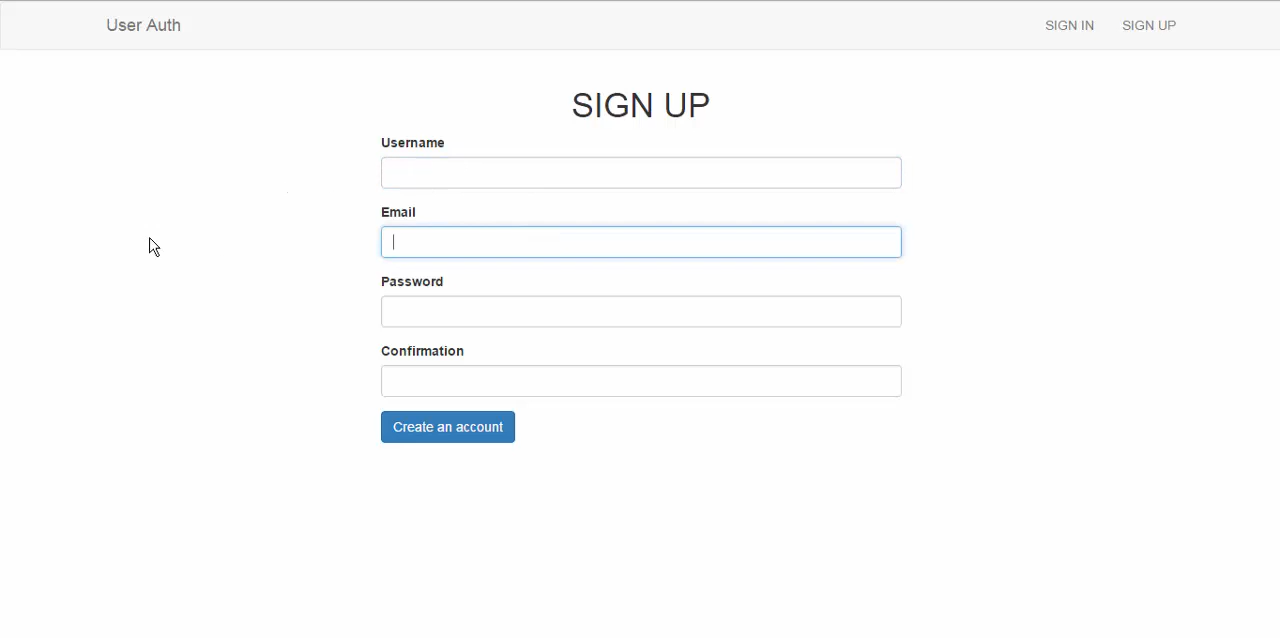 User Auth
SIGN IN
SIGN UP
SIGN UP
Username
Email
Password
Confirmation
Create an account